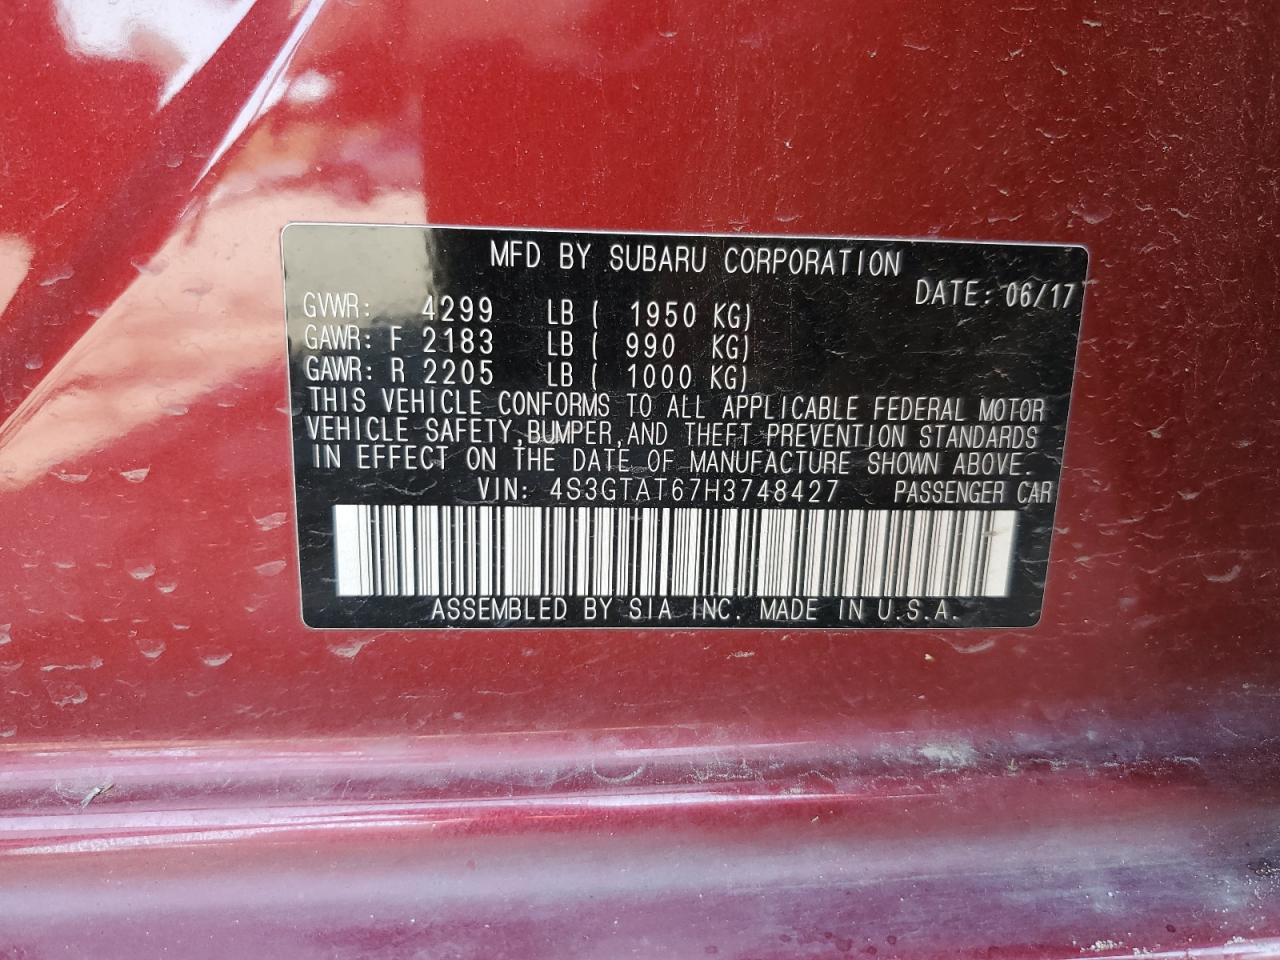 MFD BY SUBARU CORPORATION
DATE: 06/17
GVWR: 4299 LB ( 1950 KG)
GAWR: F 2183 LB ( 990 KG)
GAWR: R 2205 LB ( 1000 KG)
THIS VEHICLE CONFORMS TO ALL APPLICABLE FEDERAL MOTOR
VEHICLE SAFETY,BUMPER,AND THEFT PREVENTION STANDARDS
IN EFFECT ON THE DATE OF MANUFACTURE SHOWN ABOVE.
VIN: 4S3GTAT67H3748427 PASSENGER CAR
ASSEMBLED BY SIA INC. MADE IN U.S.A.